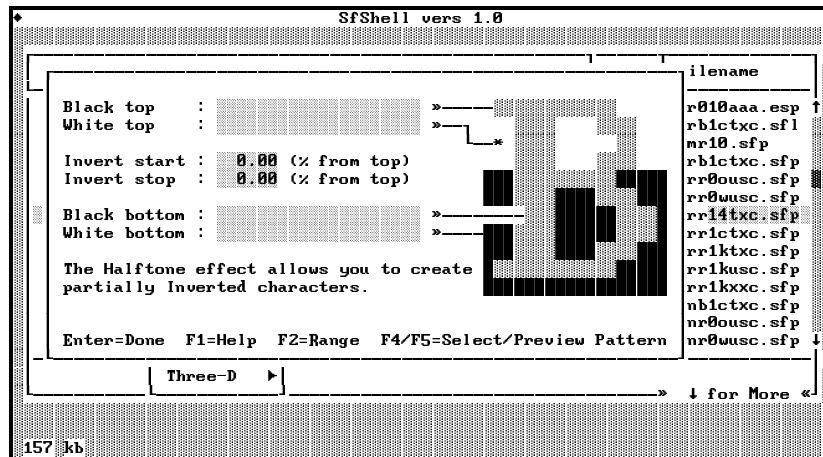 SfShell vers 1.0
ilename
Black top :
White top :
Invert start : 0.00 (% from top)
Invert stop : 0.00 (% from top)
Black bottom :
White bottom :
The Halftone effect allows you to create
partially Inverted characters.
Enter=Done F1=Help F2=Range F4/F5=Select/Preview Pattern
r010aaa.esp
rb1ctxc.sfl
mr10.sfp
rb1ctxc.sfp
rr0ousc.sfp
rr0wusc.sfp
rr14txc.sfp
rr1ctxc.sfp
rr1ktxc.sfp
rr1kusc.sfp
rr1kxxc.sfp
nb1ctxc.sfp
nr0ousc.sfp
nr0wusc.sfp
Three-D
↓ for More
157 kb